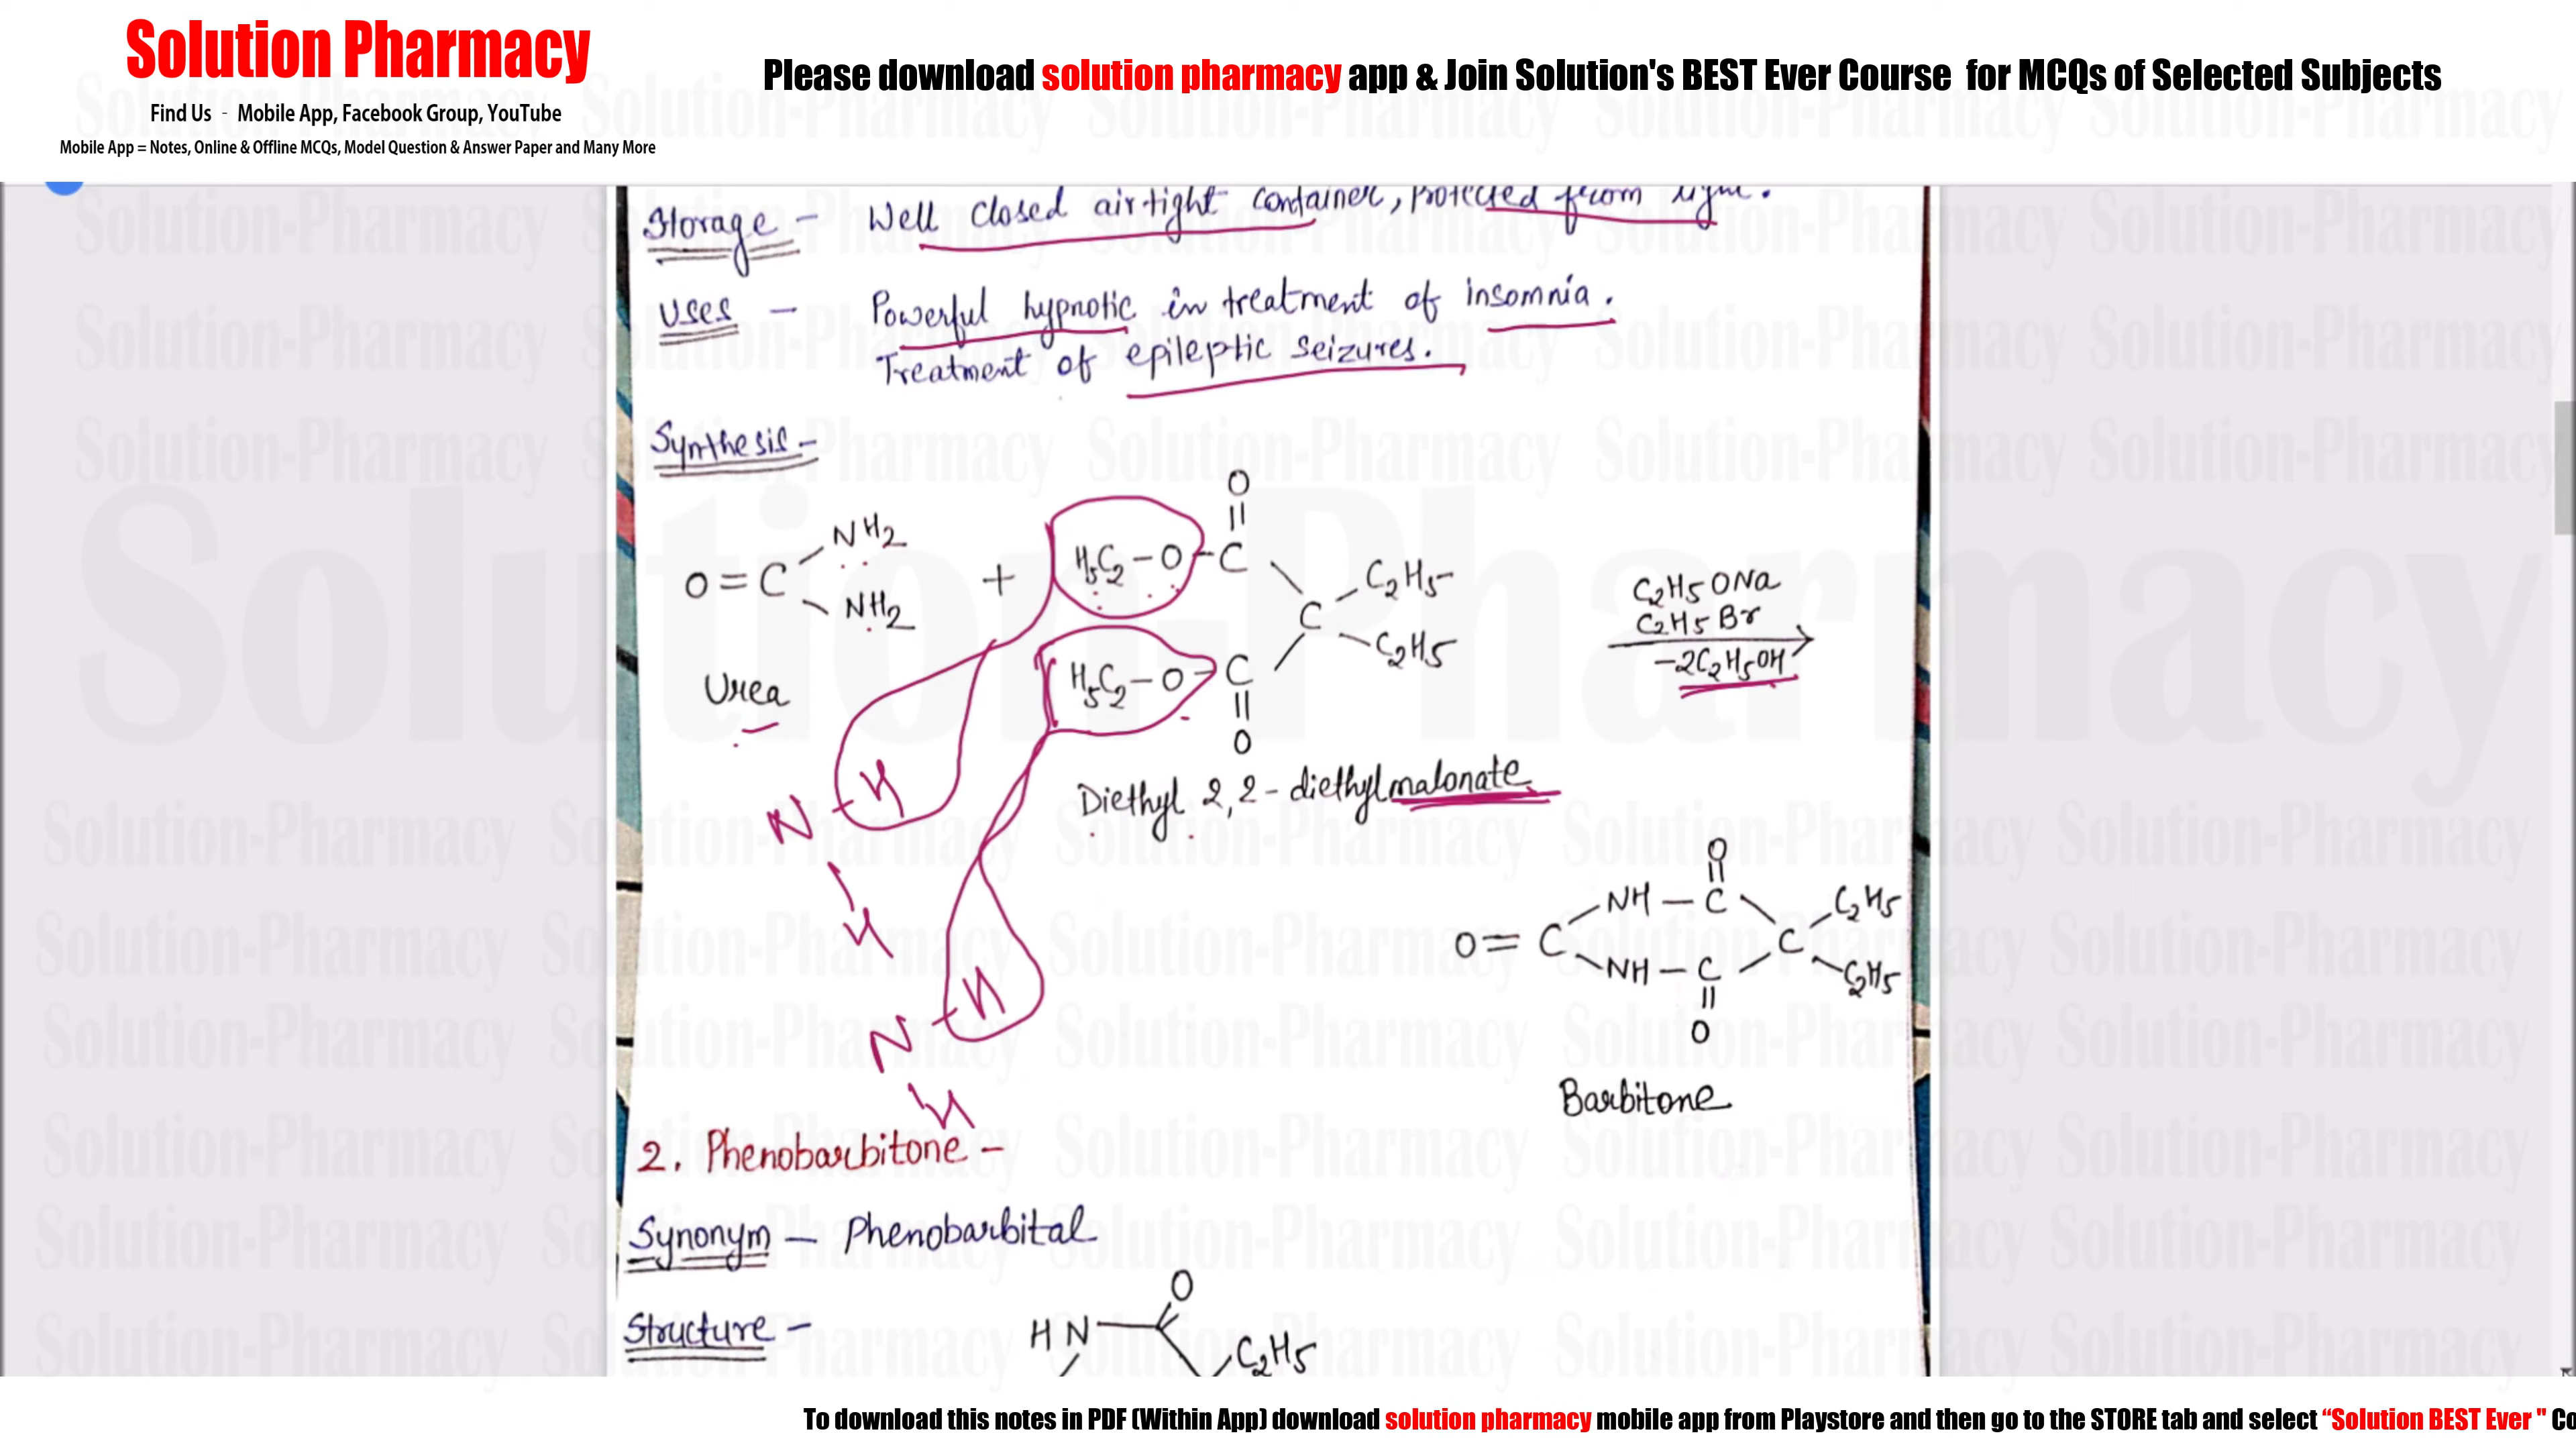 Solution Pharmacy
Find Us - Mobile App, Facebook Group, YouTube
Mobile App = Notes, Online & Offline MCQs, Model Question & Answer Paper and Many More
Please download solution pharmacy app & Join Solution's BEST Ever Course for MCQs of Selected Subjects
Storage - Well closed airtight container, protected from light.
Uses - Powerful hypnotic in treatment of insomnia.
Treatment of epileptic seizures.
Synthesis -
O
||
NH2
H5C2-O-C
O=C + C C2H5
NH2 C2H5
H5C2-O-C
||
O
Urea
C2H5ONa
C2H5Br
-2C2H5OH
Diethyl 2,2-diethylmalonate
N-H
H
N-H
H
O
||
NH-C C2H5
O=C C
NH-C C2H5
||
O
Barbitone
2. Phenobarbitone -
Synonym - Phenobarbital
Structure -
O
HN
C2H5
To download this notes in PDF (Within App) download solution pharmacy mobile app from Playstore and then go to the STORE tab and select “Solution BEST Ever " Co
Solution-Pharmacy